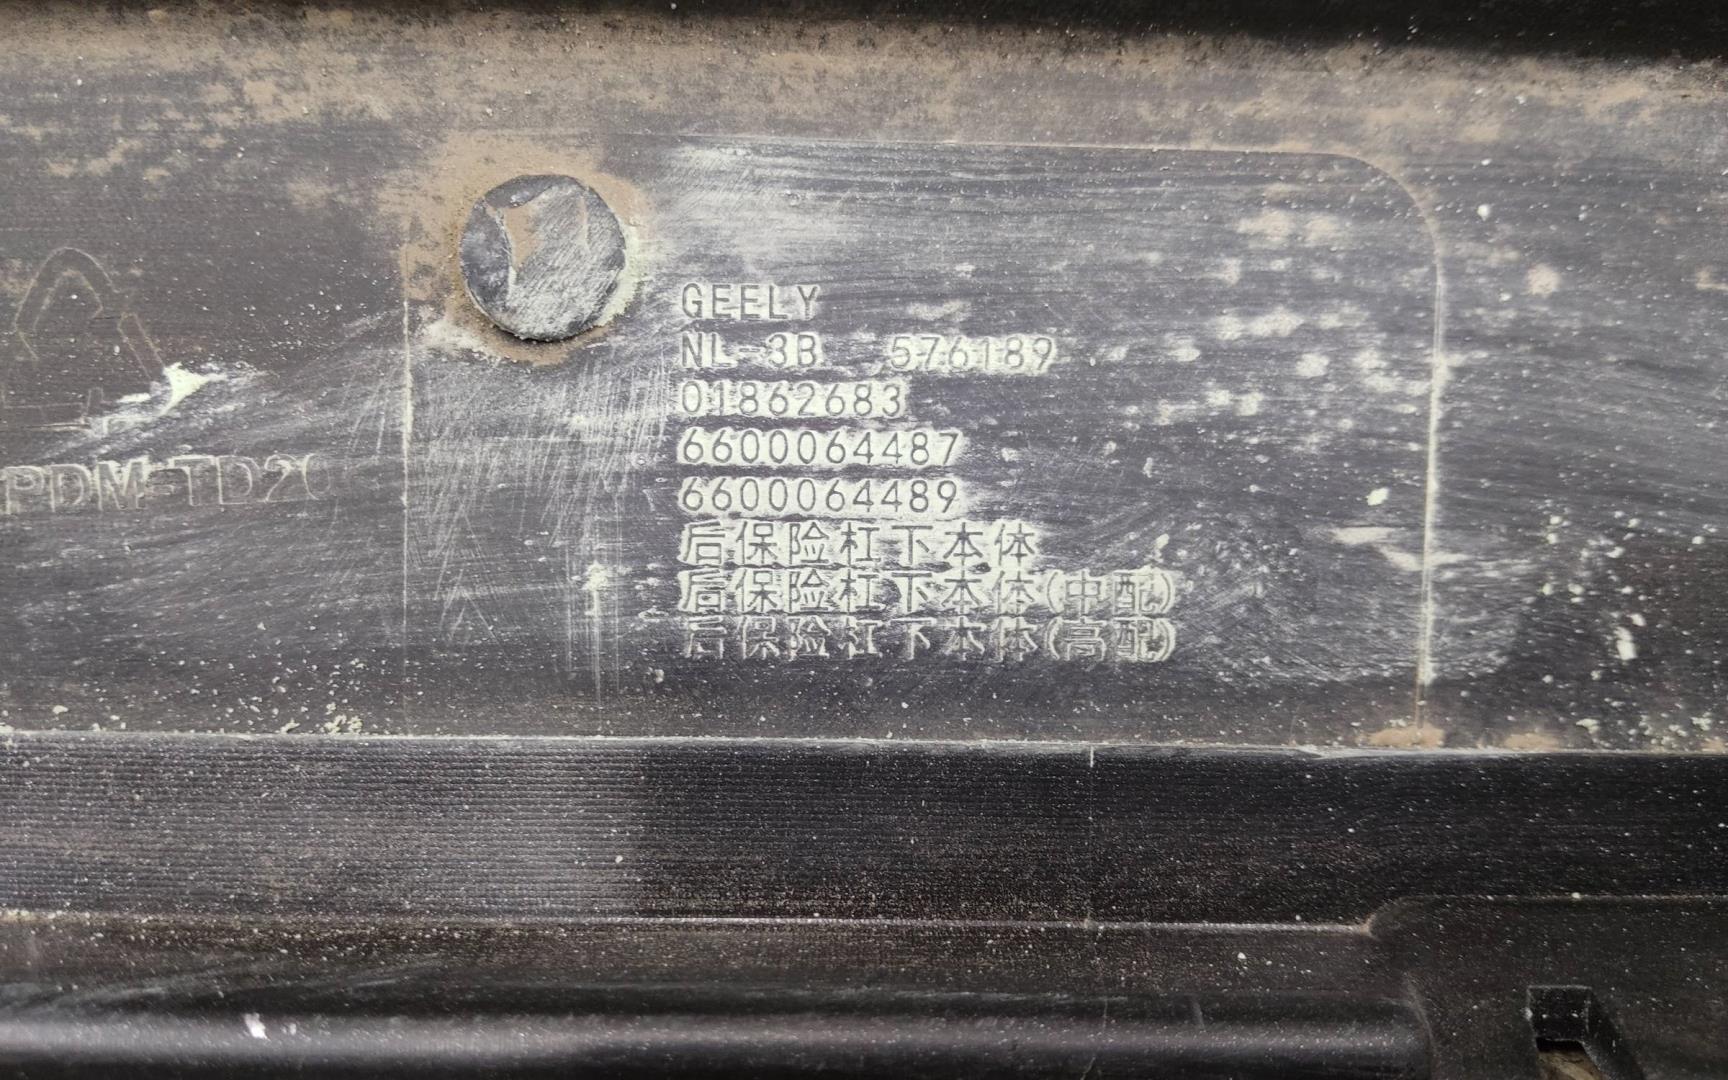 GEELY
NL-3B 576189
01862683
6600064487
6600064489
后保险杠下本体
后保险杠下本体(中配)
后保险杠下本体(高配)
PDM-TD20